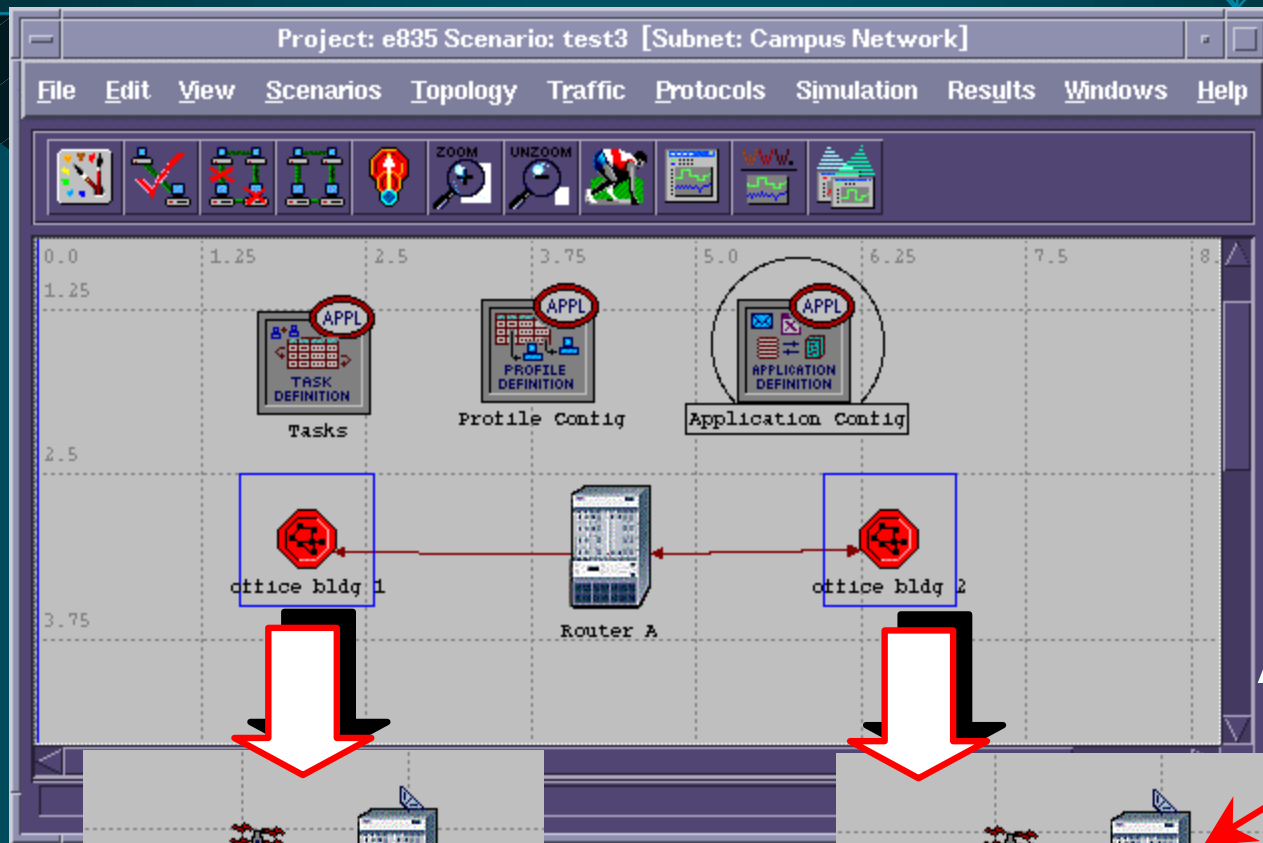 Project: e835 Scenario: test3 [Subnet: Campus Network]
File Edit View Scenarios Topology Traffic Protocols Simulation Results Windows Help
ZOOM UNZOOM
0.0 1.25 2.5 3.75 5.0 6.25 7.5 8.
1.25
APPL APPL APPL
TASK DEFINITION
PROFILE DEFINITION
APPLICATION DEFINITION
Tasks Profile Config Application Config
2.5
office bldg 1 office bldg 2
3.75
Router A